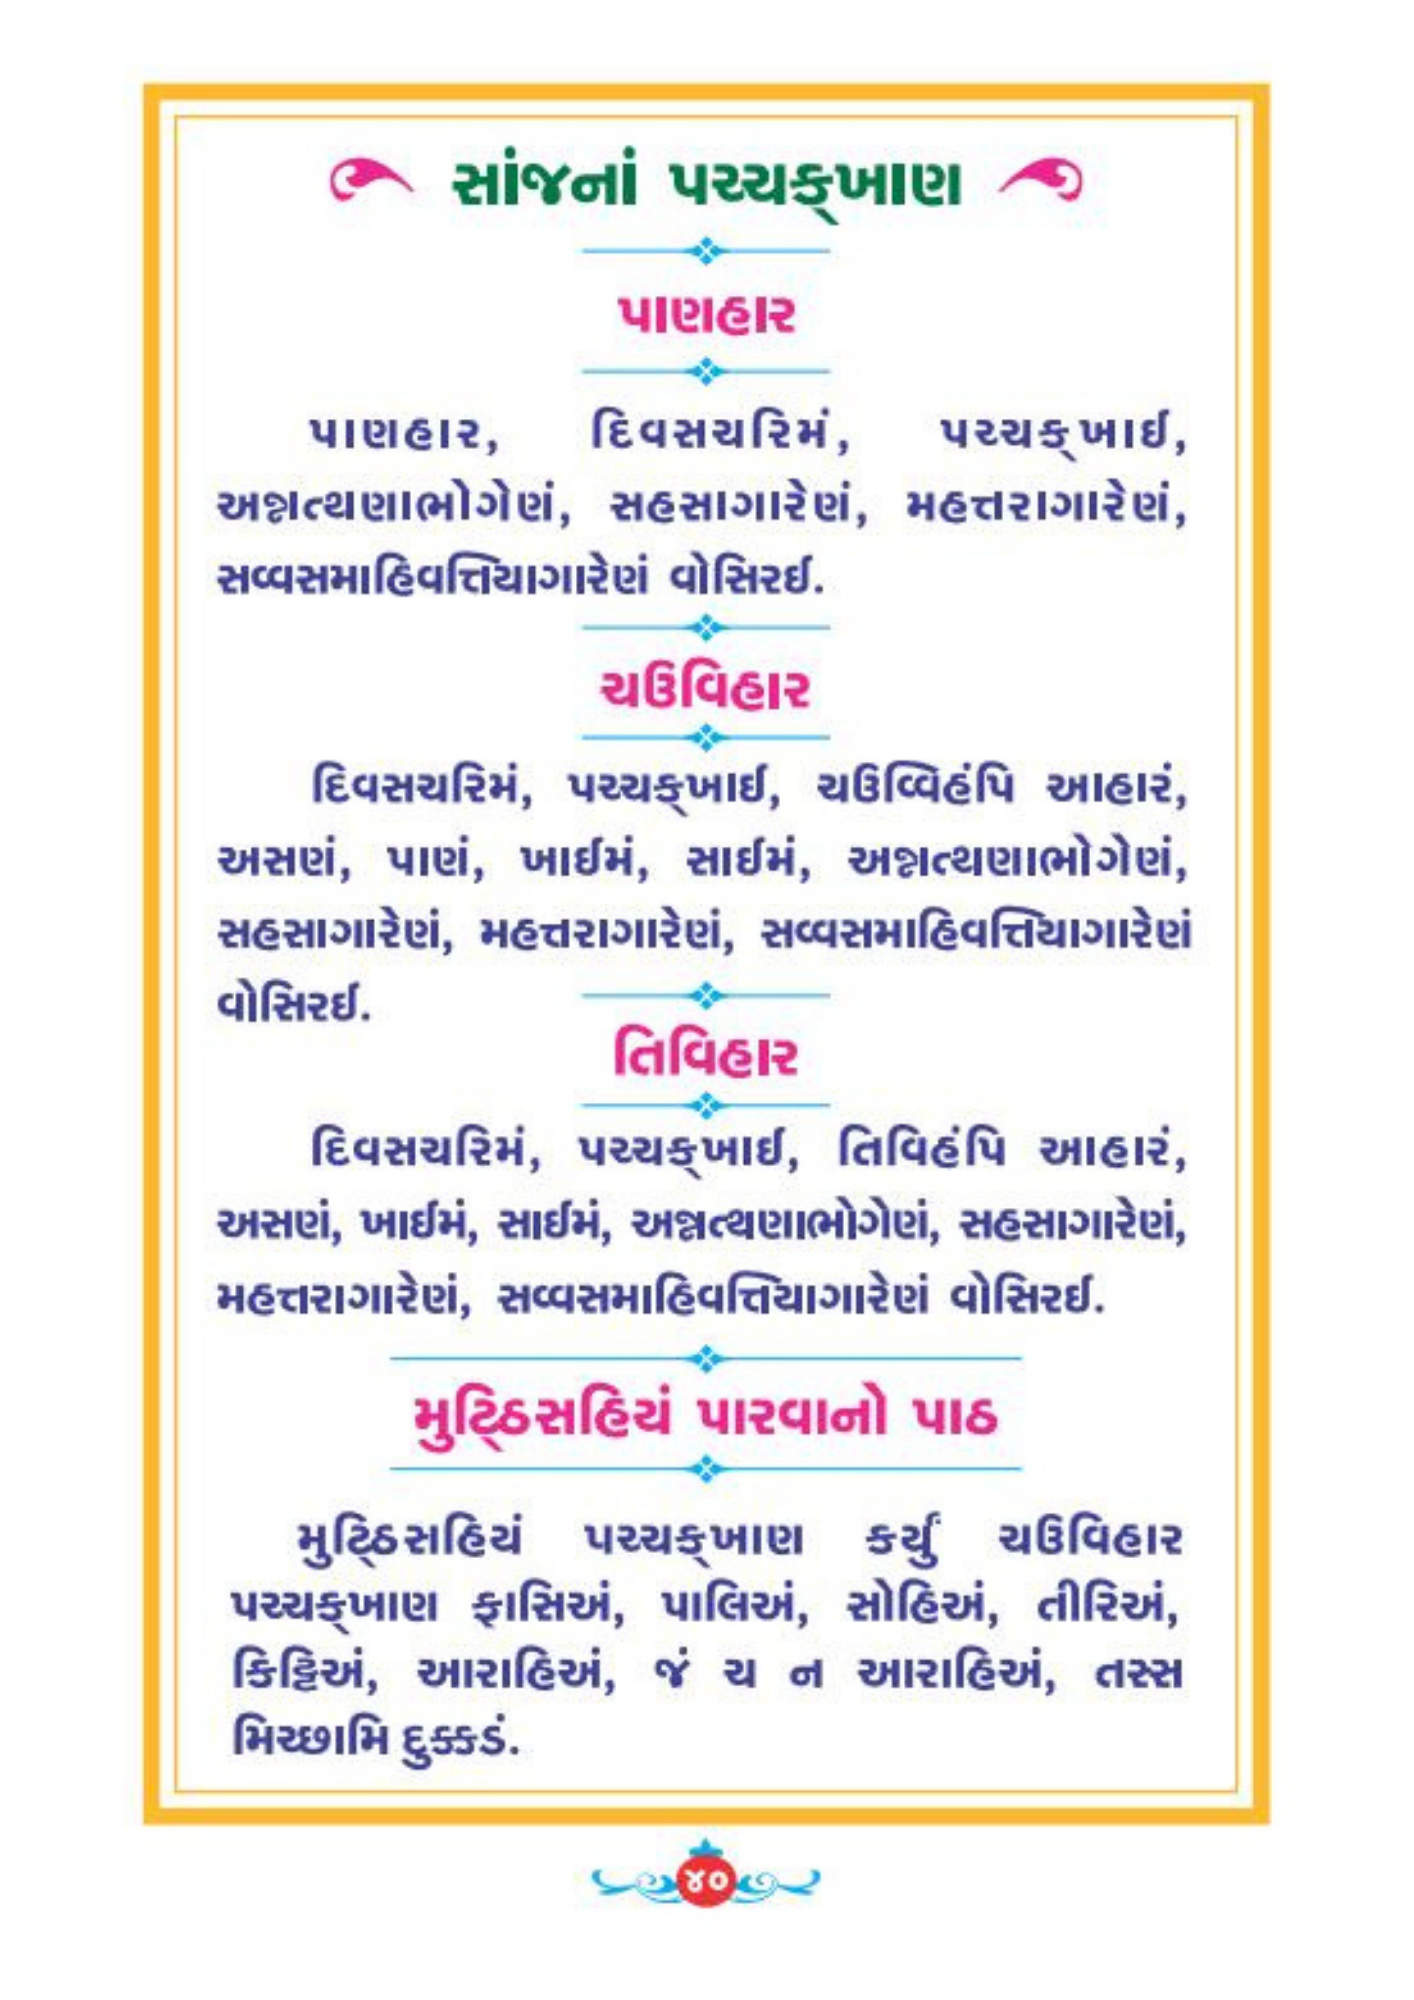 સાંજનાં પચ્ચક્‌ખાણ
પાણહાર
પાણહાર, દિવસચરિમં, પચ્ચક્‌ખાઈ,
અન્નત્થણાભોગેણં, સહસાગારેણં, મહત્તરાગારેણં,
સવ્વસમાહિવત્તિયાગારેણં વોસિરઈ.
ચઉવિહાર
દિવસચરિમં, પચ્ચક્‌ખાઈ, ચઉવ્વિહંપિ આહારં,
અસણં, પાણં, ખાઈમં, સાઈમં, અન્નત્થણાભોગેણં,
સહસાગારેણં, મહત્તરાગારેણં, સવ્વસમાહિવત્તિયાગારેણં
વોસિરઈ.
તિવિહાર
દિવસચરિમં, પચ્ચક્‌ખાઈ, તિવિહંપિ આહારં,
અસણં, ખાઈમં, સાઈમં, અન્નત્થણાભોગેણં, સહસાગારેણં,
મહત્તરાગારેણં, સવ્વસમાહિવત્તિયાગારેણં વોસિરઈ.
મુટ્‌ઠિસહિયં પારવાનો પાઠ
મુટ્‌ઠિસહિયં પચ્ચક્‌ખાણ કર્યું ચઉવિહાર
પચ્ચક્‌ખાણ ફાસિઅં, પાલિઅં, સોહિઅં, તીરિઅં,
કિટ્ટિઅં, આરાહિઅં, જં ચ ન આરાહિઅં, તસ્સ
મિચ્છામિ દુક્કડં.
૪૦